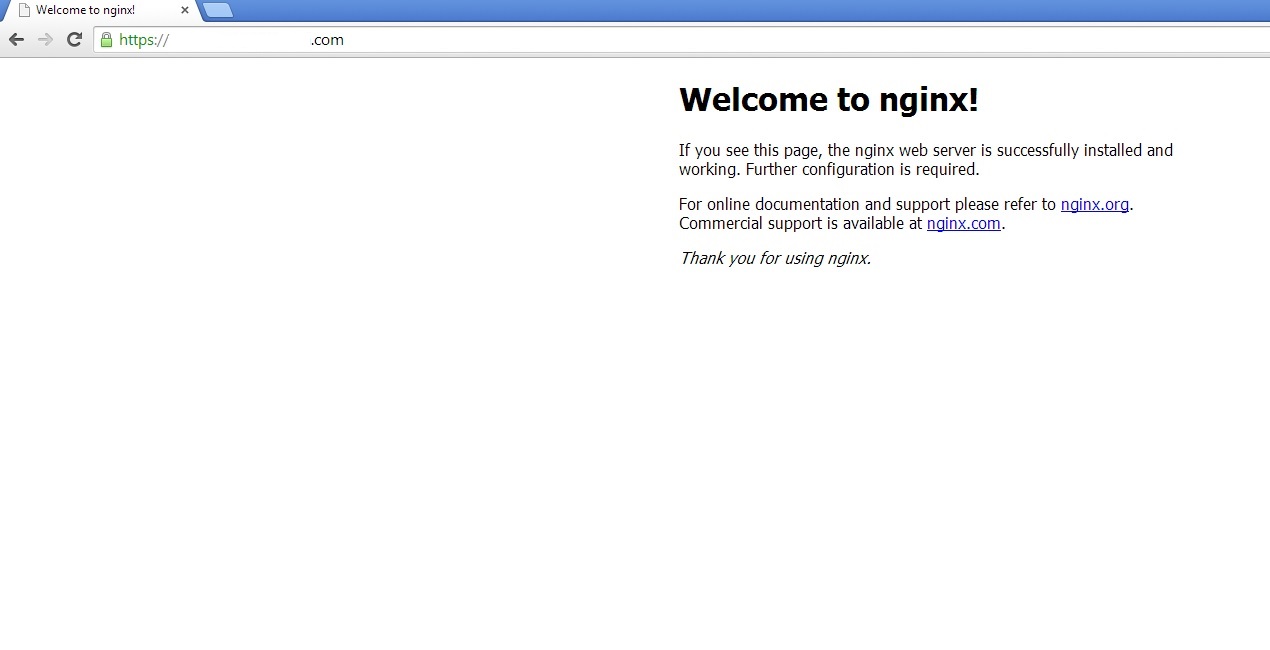 Welcome to nginx!
https:// .com
Welcome to nginx!
If you see this page, the nginx web server is successfully installed and
working. Further configuration is required.
For online documentation and support please refer to nginx.org.
Commercial support is available at nginx.com.
Thank you for using nginx.